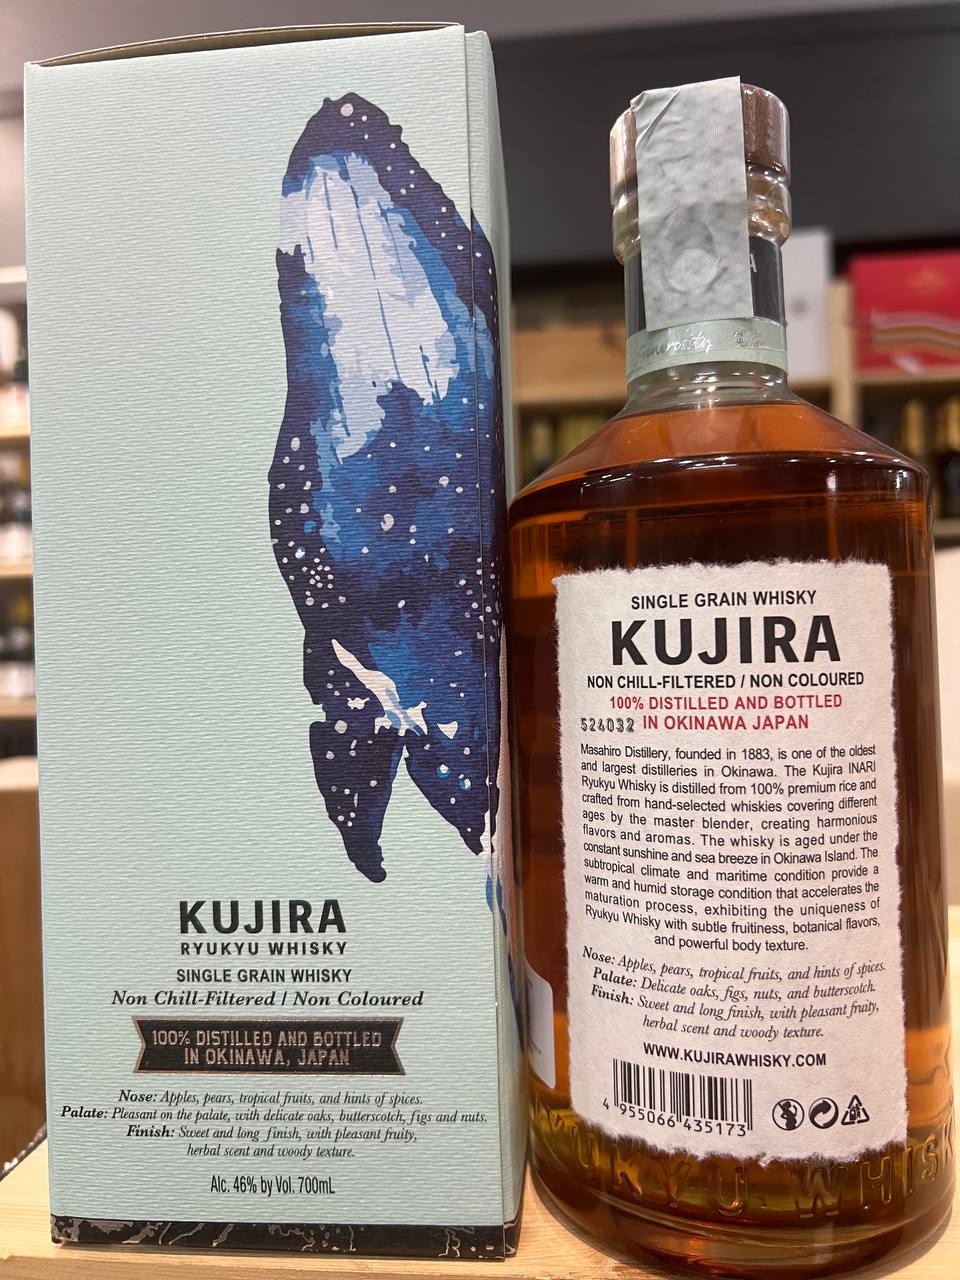 KUJIRA
RYUKYU WHISKY
SINGLE GRAIN WHISKY
Non Chill-Filtered / Non Coloured
100% DISTILLED AND BOTTLED
IN OKINAWA, JAPAN
Nose: Apples, pears, tropical fruits, and hints of spices.
Palate: Pleasant on the palate, with delicate oaks, butterscotch, figs and nuts.
Finish: Sweet and long finish, with pleasant fruity,
herbal scent and woody texture.
Alc. 46% by Vol. 700mL
A
Generosity
SINGLE GRAIN WHISKY
KUJIRA
NON CHILL-FILTERED / NON COLOURED
100% DISTILLED AND BOTTLED
524032 IN OKINAWA JAPAN
Masahiro Distillery, founded in 1883, is one of the oldest
and largest distilleries in Okinawa. The Kujira INARI
Ryukyu Whisky is distilled from 100% premium rice and
crafted from hand-selected whiskies covering different
ages by the master blender, creating harmonious
flavors and aromas. The whisky is aged under the
constant sunshine and sea breeze in Okinawa Island. The
subtropical climate and maritime condition provide a
warm and humid storage condition that accelerates the
maturation process, exhibiting the uniqueness of
Ryukyu Whisky with subtle fruitiness, botanical flavors,
and powerful body texture.
Nose: Apples, pears, tropical fruits, and hints of spices.
Palate: Delicate oaks, figs, nuts, and butterscotch.
Finish: Sweet and long finish, with pleasant fruity,
herbal scent and woody texture.
WWW.KUJIRAWHISKY.COM
4 955066 435173
YUKYU WHISK